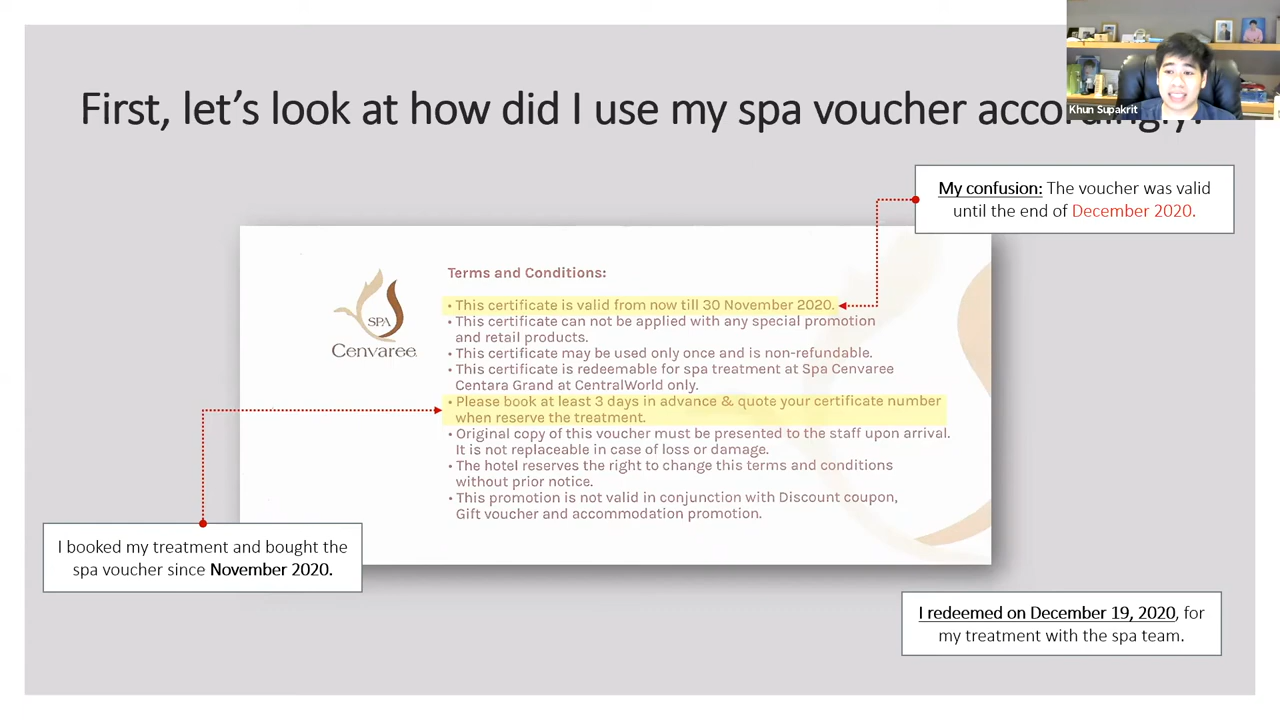 First, let's look at how did I use my spa voucher accordingly?
Khun Supakrit
My confusion: The voucher was valid
until the end of December 2020.
SPA
Cenvaree
Terms and Conditions:
• This certificate is valid from now till 30 November 2020.
• This certificate can not be applied with any special promotion
and retail products.
• This certificate may be used only once and is non-refundable.
• This certificate is redeemable for spa treatment at Spa Cenvaree
Centara Grand at CentralWorld only.
• Please book at least 3 days in advance & quote your certificate number
when reserve the treatment.
• Original copy of this voucher must be presented to the staff upon arrival.
It is not replaceable in case of loss or damage.
• The hotel reserves the right to change this terms and conditions
without prior notice.
• This promotion is not valid in conjunction with Discount coupon,
Gift voucher and accommodation promotion.
I booked my treatment and bought the
spa voucher since November 2020.
I redeemed on December 19, 2020, for
my treatment with the spa team.